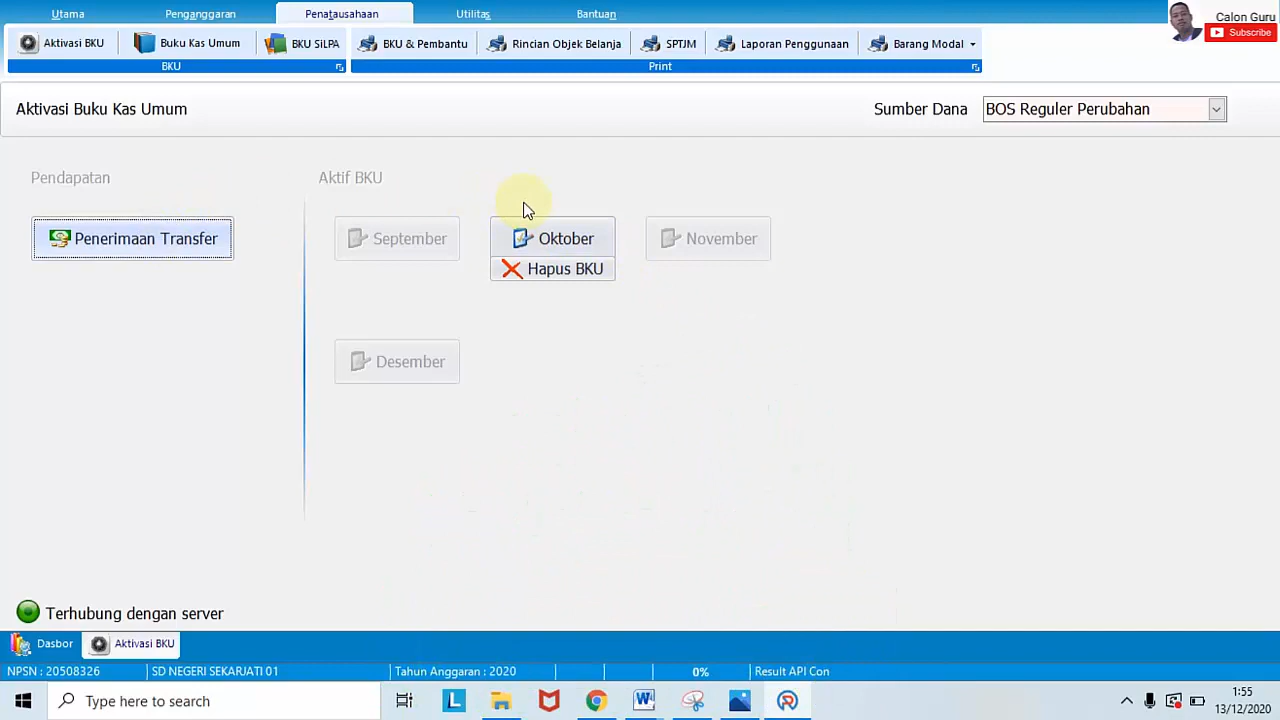 Utama Penganggaran Penatausahaan Utilitas Bantuan
Calon Guru
Subscribe
Aktivasi BKU Buku Kas Umum BKU SiLPA BKU & Pembantu Rincian Objek Belanja SPTJM Laporan Penggunaan Barang Modal
BKU Print
Aktivasi Buku Kas Umum Sumber Dana BOS Reguler Perubahan
Pendapatan Aktif BKU
Penerimaan Transfer September Oktober November
Hapus BKU
Desember
Terhubung dengan server
Dasbor Aktivasi BKU
NPSN : 20508326 SD NEGERI SEKARJATI 01 Tahun Anggaran : 2020 0% Result API Con
Type here to search
1:55
13/12/2020